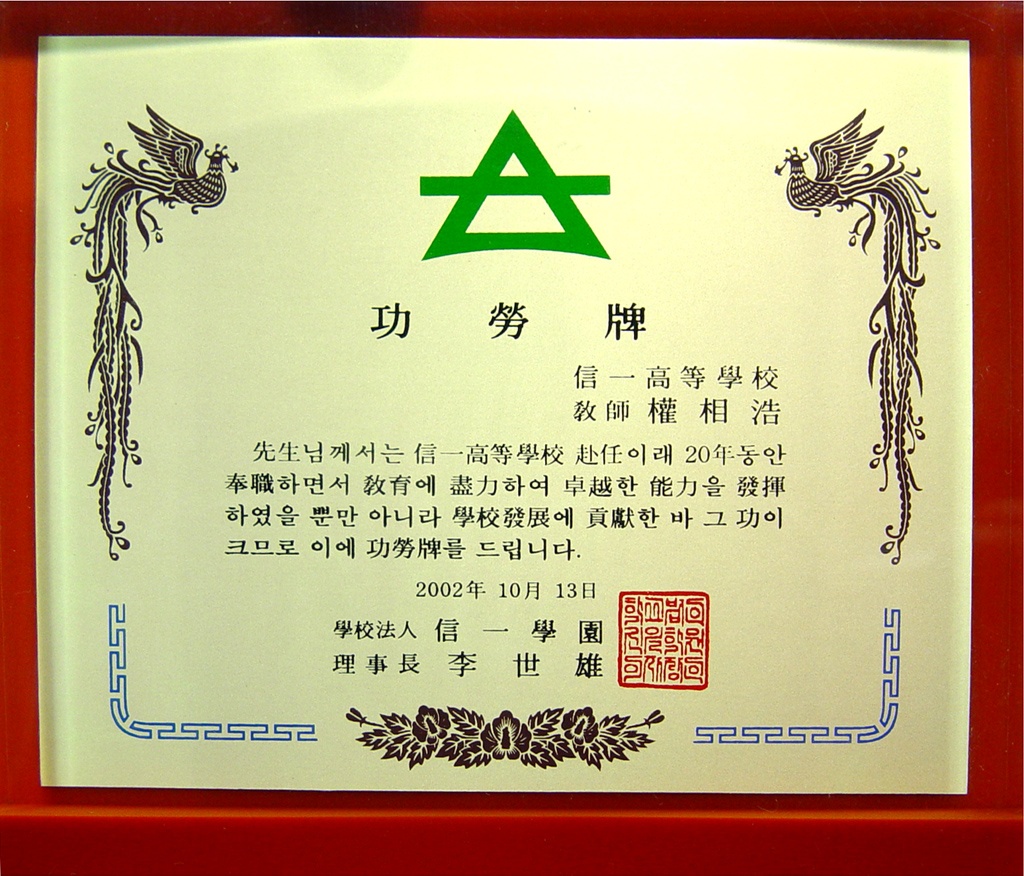 功勞牌
信一高等學校
敎師 權相浩
先生님께서는 信一高等學校 赴任이래 20年동안
奉職하면서 敎育에 盡力하여 卓越한 能力을 發揮
하였을 뿐만 아니라 學校發展에 貢獻한 바 그 功이
크므로 이에 功勞牌를 드립니다.
2002年 10月 13日
學校法人 信一學園
理事長 李世雄